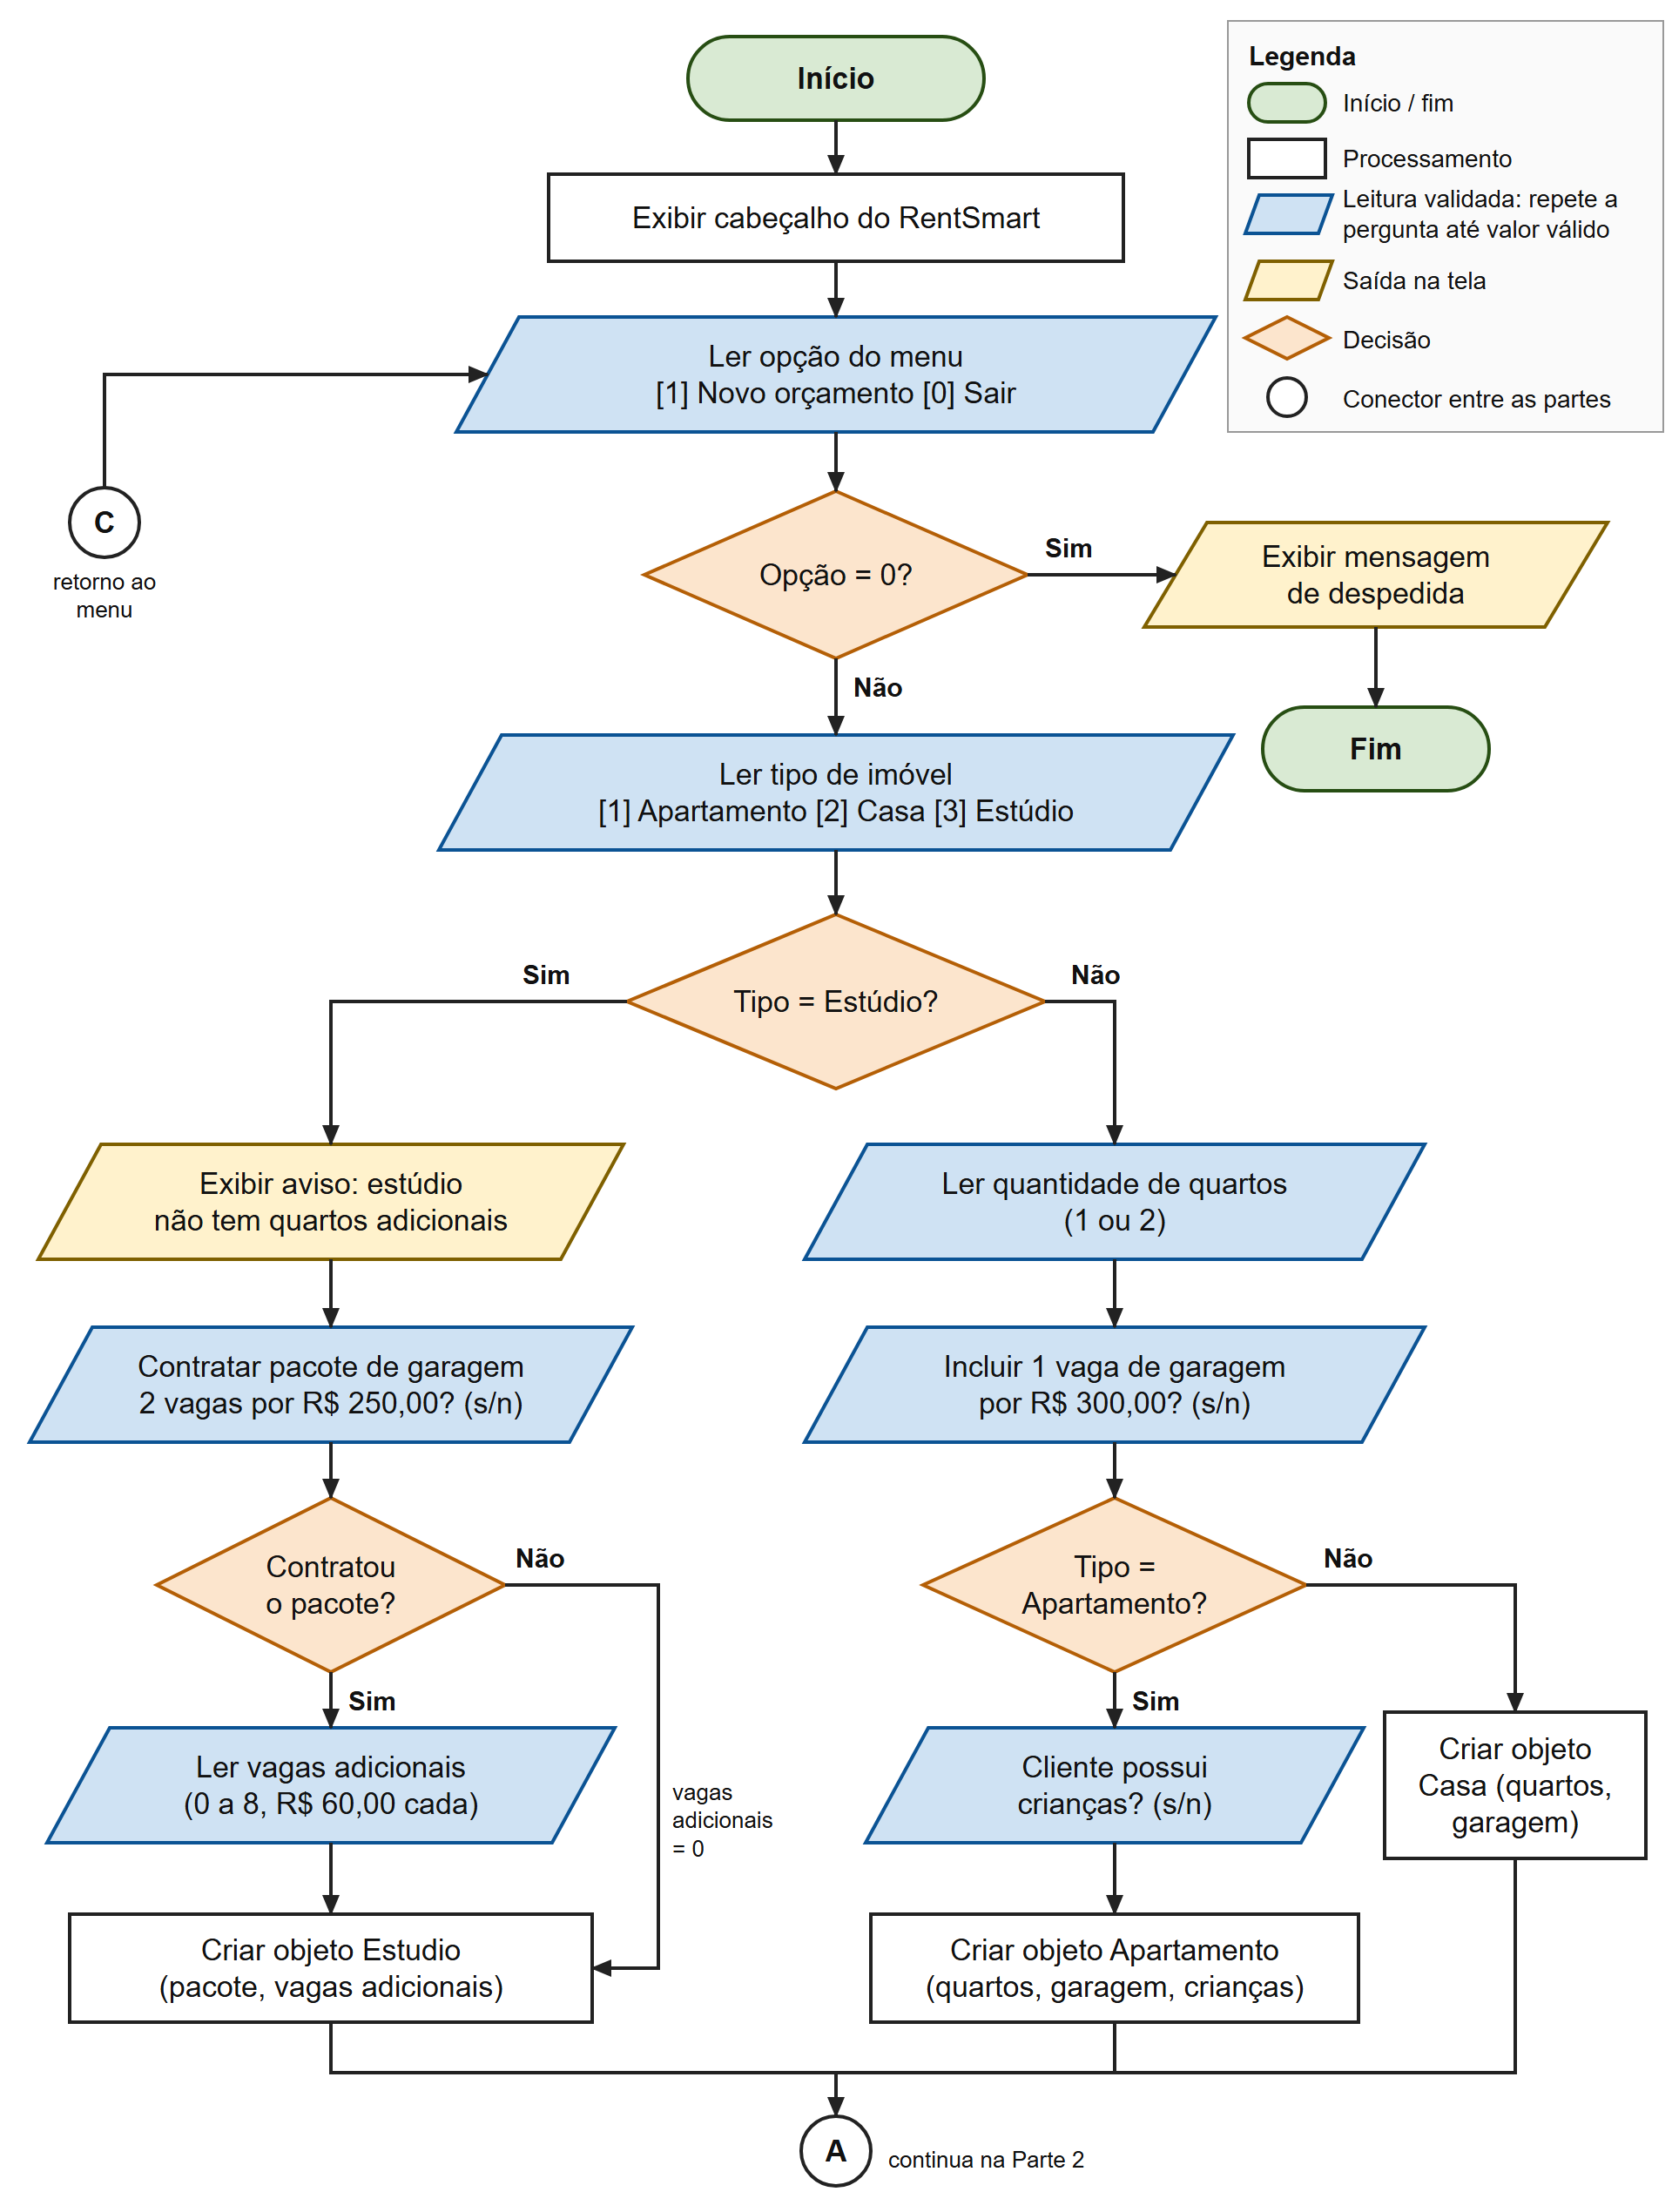 Início
Legenda
Início / fim
Processamento
Leitura validada: repete a
pergunta até valor válido
Saída na tela
Decisão
Conector entre as partes
Exibir cabeçalho do RentSmart
Ler opção do menu
[1] Novo orçamento [0] Sair
C
retorno ao
menu
Opção = 0?
Sim
Exibir mensagem
de despedida
Não
Fim
Ler tipo de imóvel
[1] Apartamento [2] Casa [3] Estúdio
Sim
Tipo = Estúdio?
Não
Exibir aviso: estúdio
não tem quartos adicionais
Ler quantidade de quartos
(1 ou 2)
Contratar pacote de garagem
2 vagas por R$ 250,00? (s/n)
Incluir 1 vaga de garagem
por R$ 300,00? (s/n)
Contratou
o pacote?
Não
Tipo =
Apartamento?
Não
Sim
Sim
Ler vagas adicionais
(0 a 8, R$ 60,00 cada)
vagas
adicionais
= 0
Cliente possui
crianças? (s/n)
Criar objeto
Casa (quartos,
garagem)
Criar objeto Estudio
(pacote, vagas adicionais)
Criar objeto Apartamento
(quartos, garagem, crianças)
A
continua na Parte 2